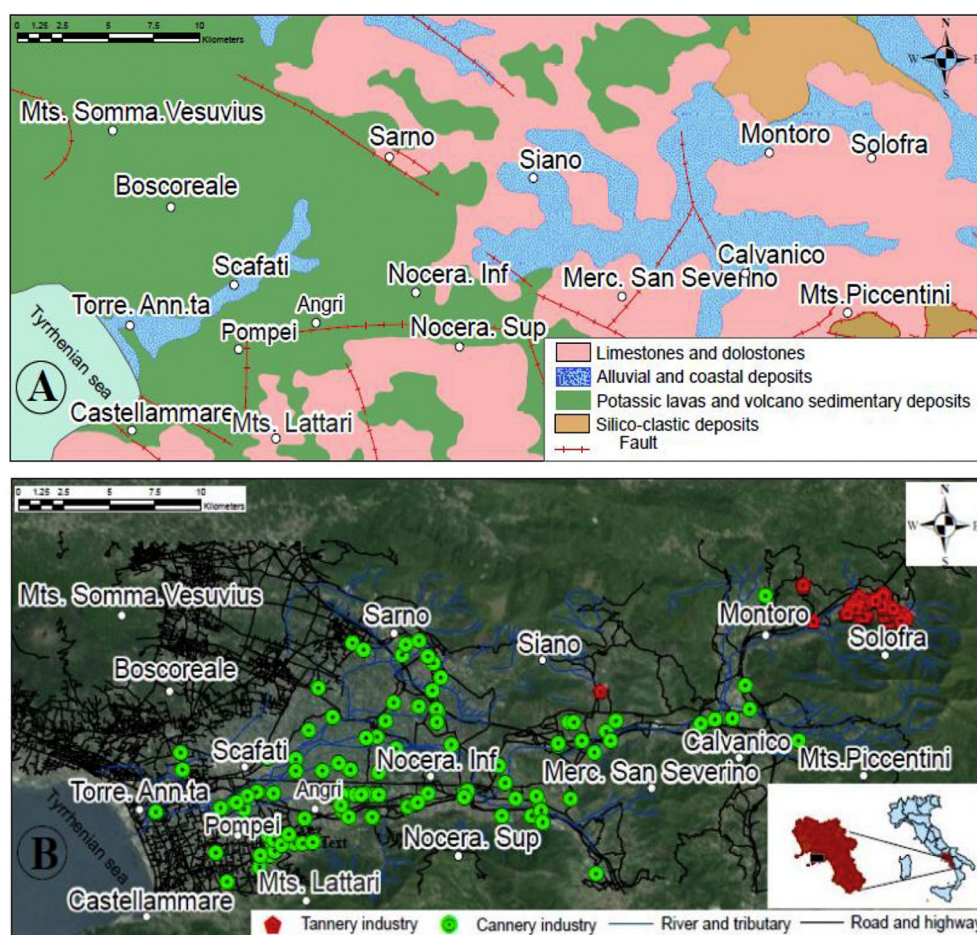 0 1.25 2.5 5 7.5 10
Kilometers
N
W E
S
Mts. Somma.Vesuvius
Sarno
Siano
Montoro
Solofra
Boscoreale
Scafati
Nocera. Inf
Calvanico
Merc. San Severino
Torre. Ann.ta
Angri
Mts.Piccentini
Pompei
Nocera. Sup
Tyrrhenian sea
A
Castellammare
Mts. Lattari
Limestones and dolostones
Alluvial and coastal deposits
Potassic lavas and volcano sedimentary deposits
Silico-clastic deposits
Fault
0 1.25 2.5 5 7.5 10
Kilometers
N
W E
S
Mts. Somma.Vesuvius
Sarno
Siano
Montoro
Solofra
Boscoreale
Scafati
Nocera. Inf
Calvanico
Mts.Piccentini
Merc. San Severino
Torre. Ann.ta
Angri
Pompei
Nocera. Sup
Text
Tyrrhenian sea
B
Mts. Lattari
Castellammare
Tannery industry Cannery industry River and tributary Road and highway